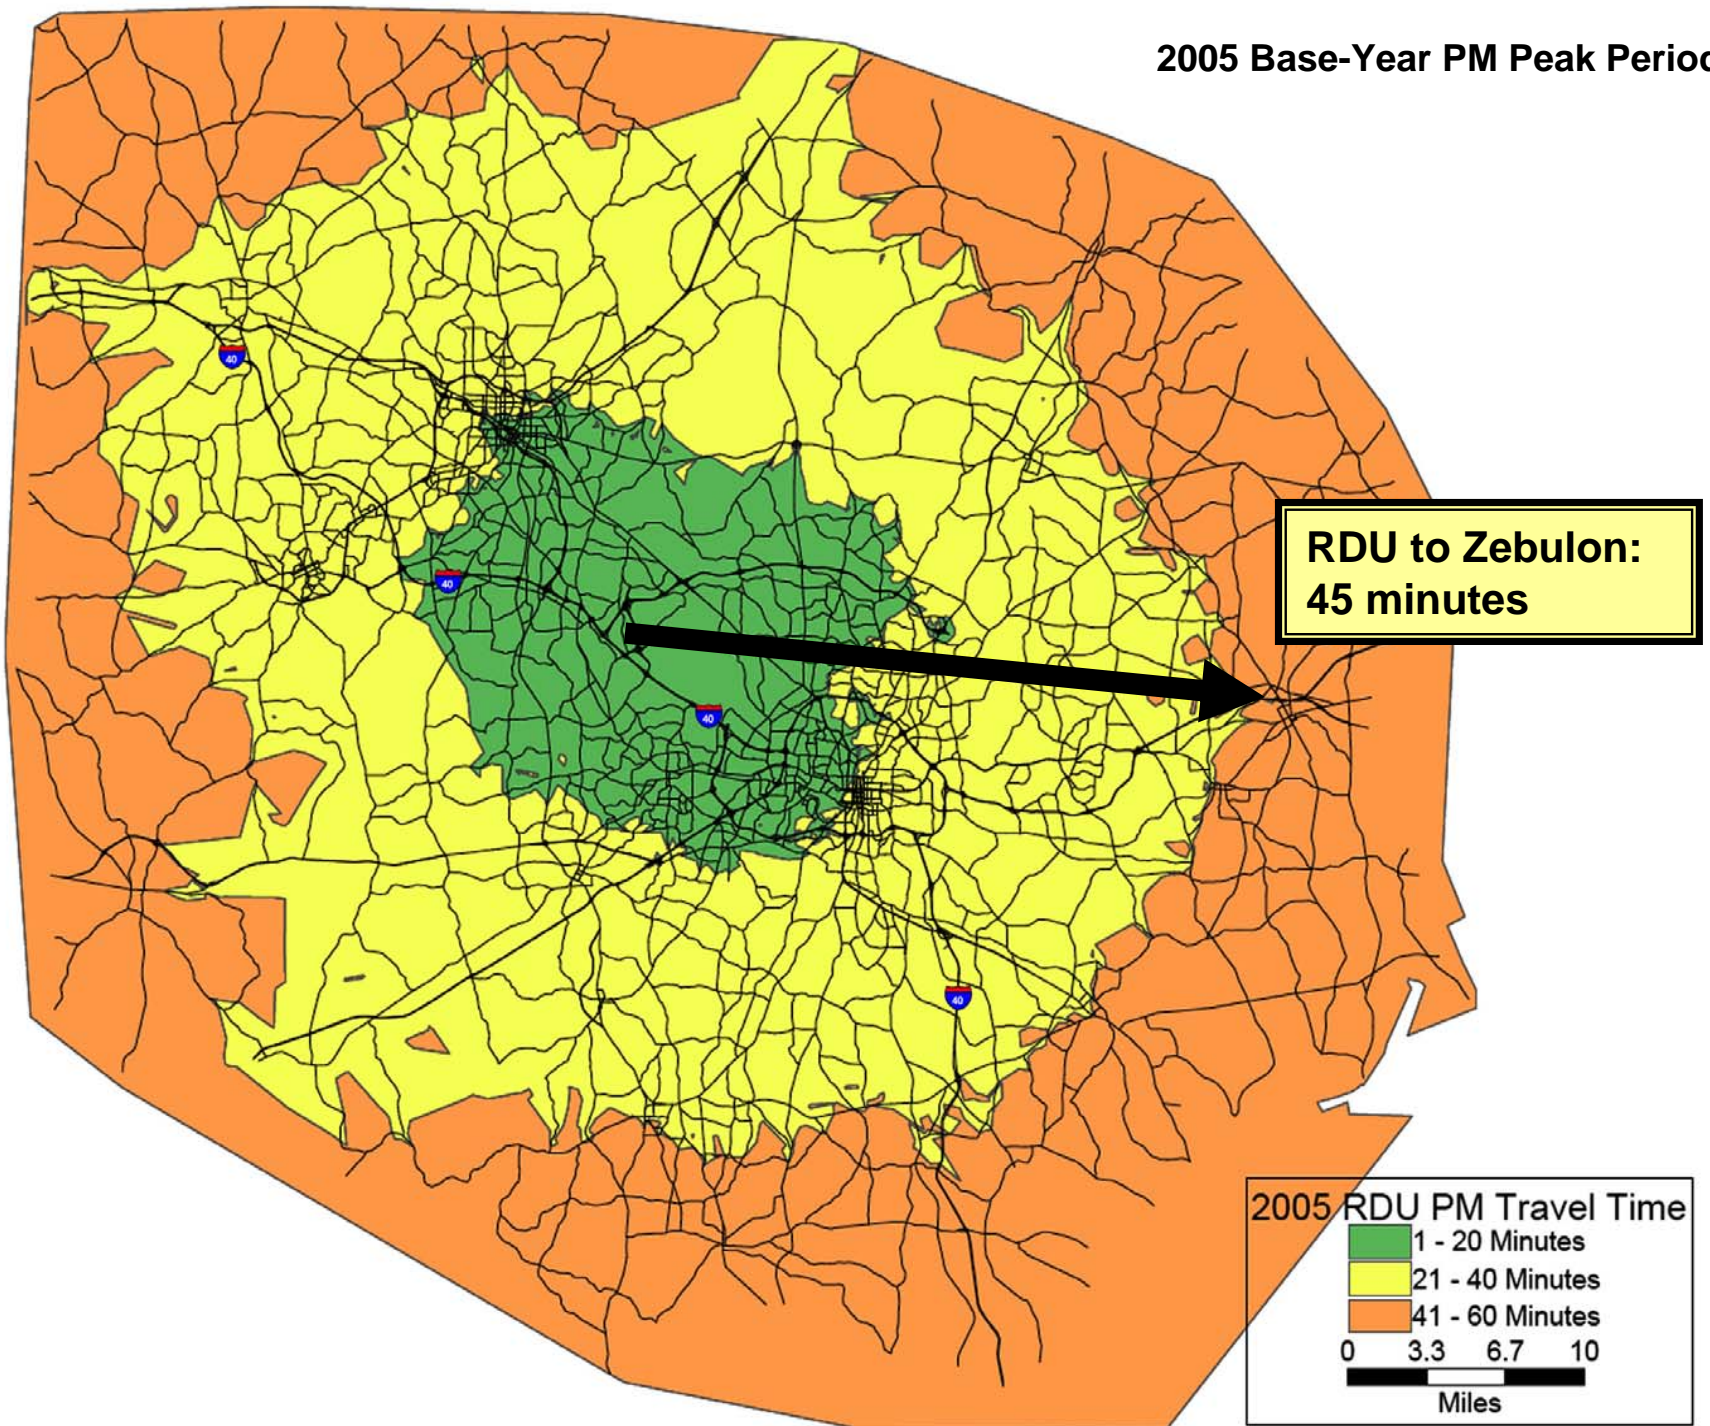 2005 Base-Year PM Peak Period
40
40
RDU to Zebulon:
45 minutes
40
40
2005 RDU PM Travel Time
1 - 20 Minutes
21 - 40 Minutes
41 - 60 Minutes
0 3.3 6.7 10
Miles